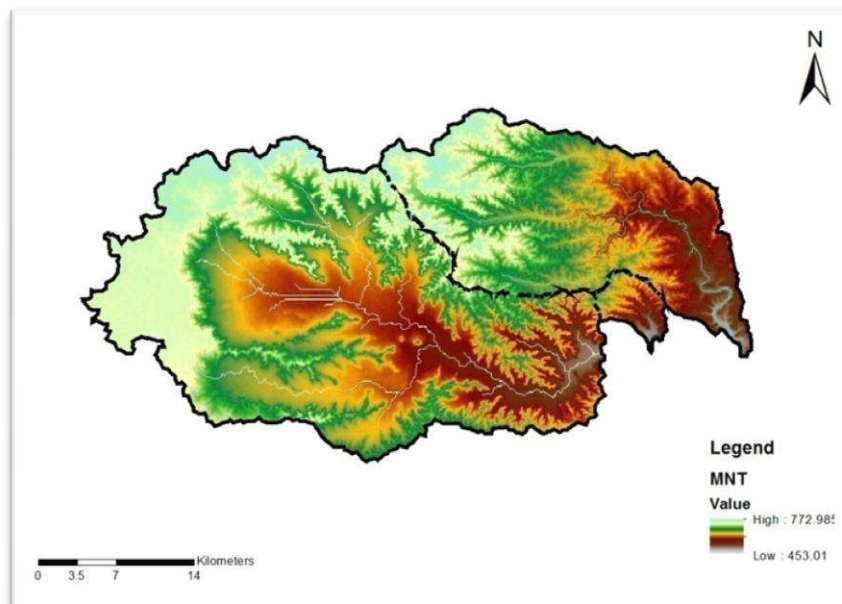 N
Legend
MNT
Value
High : 772.985
Low : 453.01
Kilometers
0 3.5 7 14